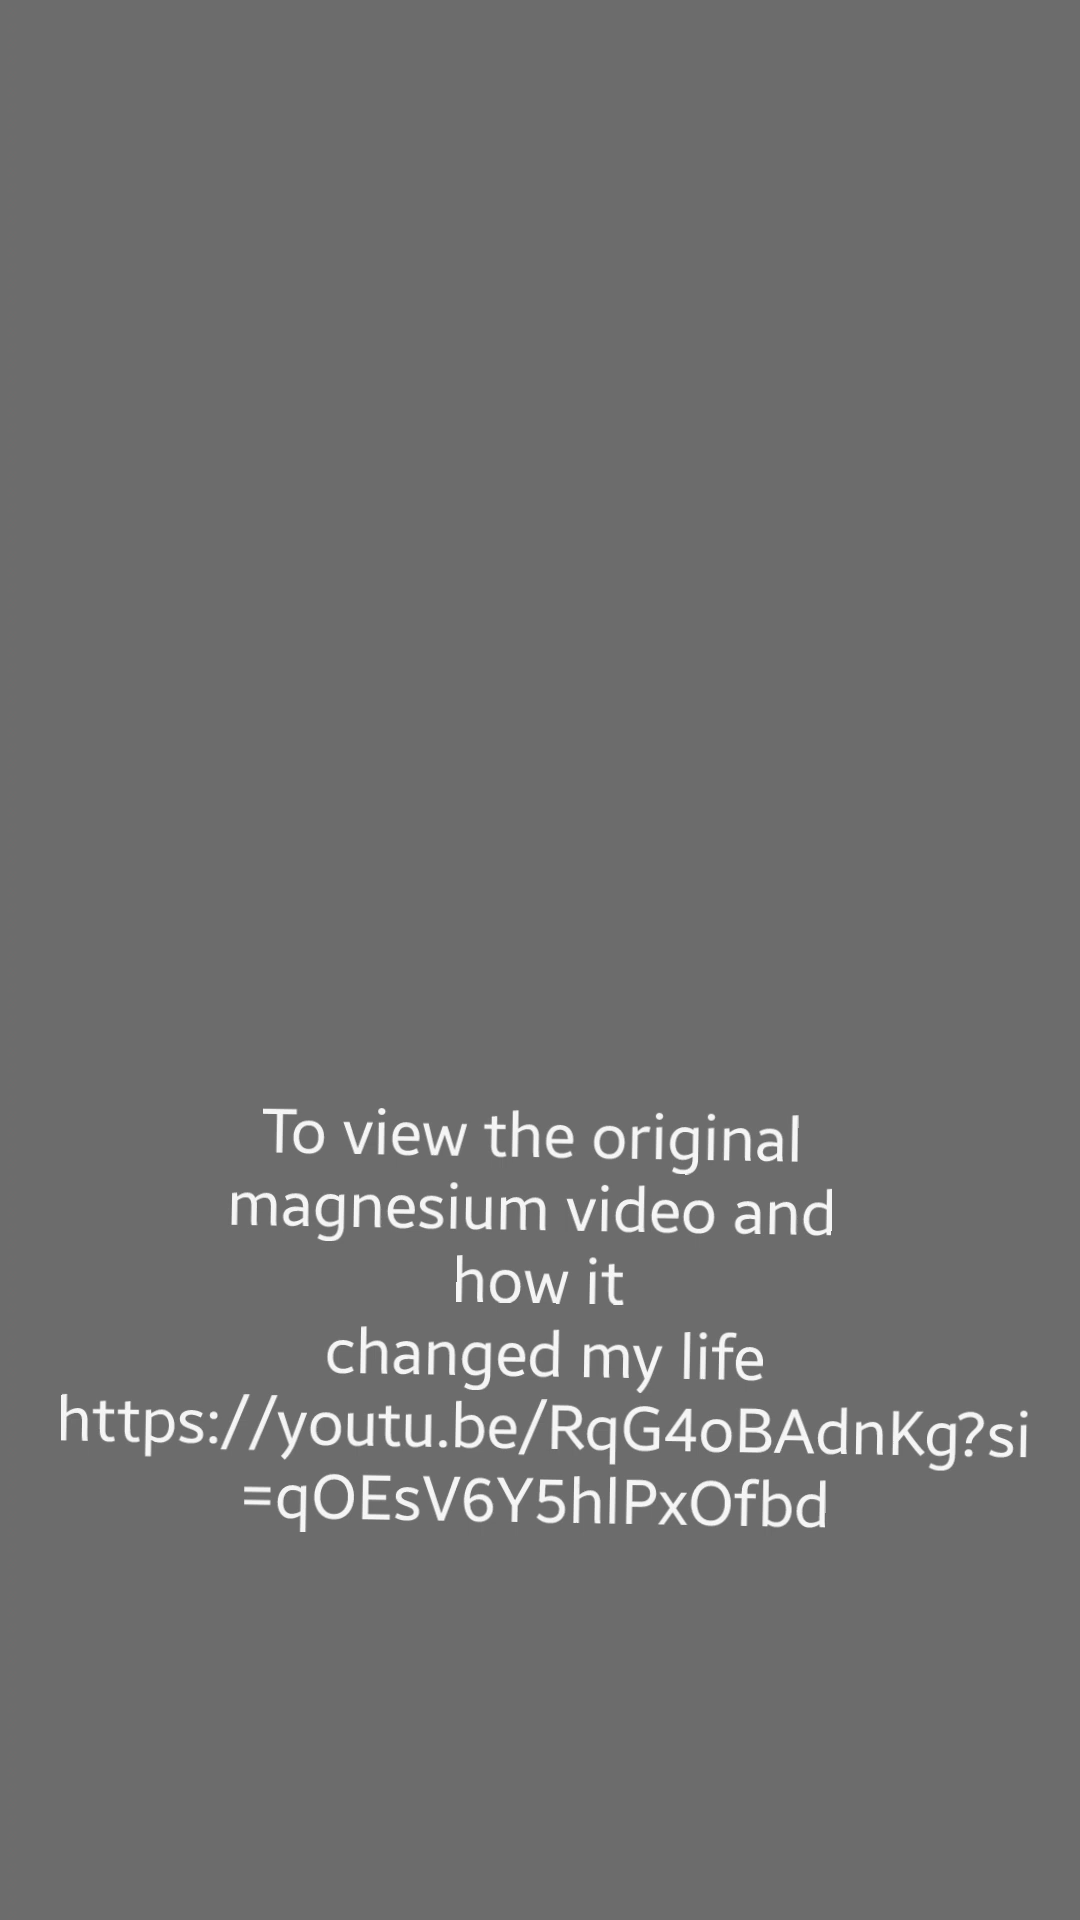 To view the original
magnesium video and
how it
changed my life
https://youtu.be/RqG4oBAdnKg?si
=qOEsV6Y5hlPxOfbd